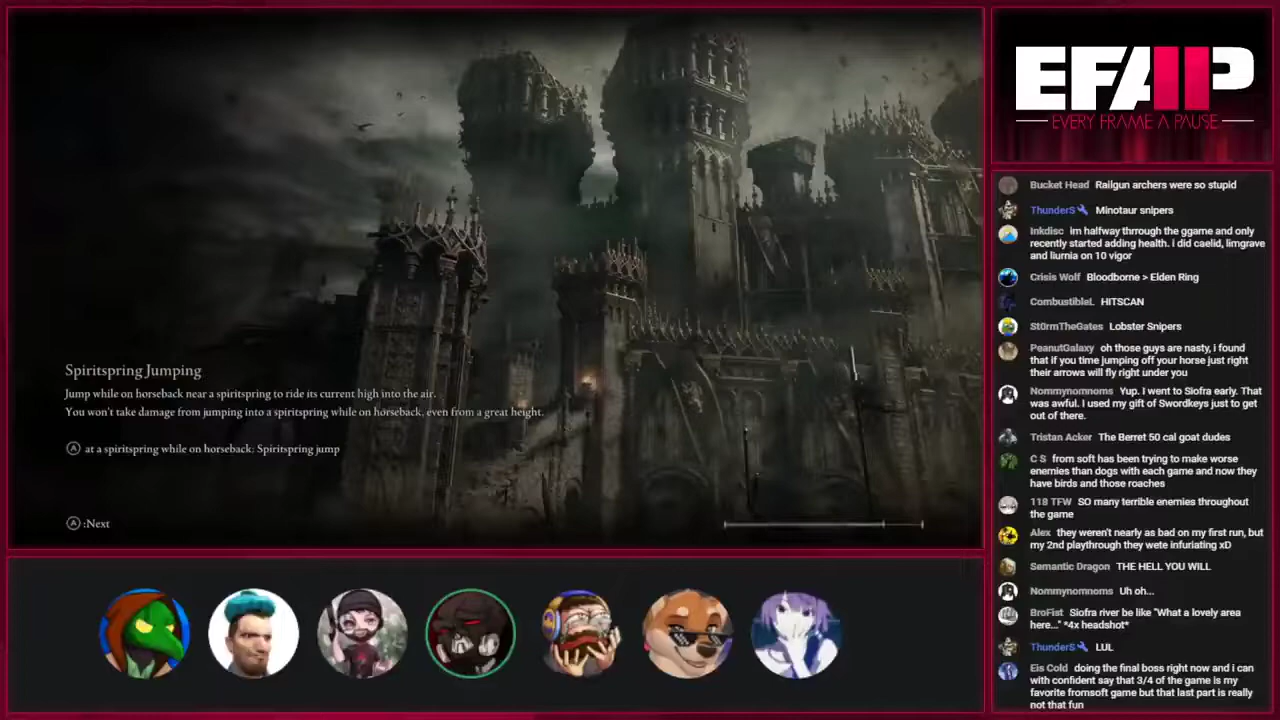 EFAP
EVERY FRAME A PAUSE
Spiritspring Jumping
Jump while on horseback near a spiritspring to ride its current high into the air.
You won't take damage from jumping into a spiritspring while on horseback, even from a great height.
A at a spiritspring while on horseback: Spiritspring jump
A :Next
Bucket Head Railgun archers were so stupid
ThunderS Minotaur snipers
Inkdisc im halfway thrrough the ggame and only
recently started adding health. i did caelid, limgrave
and liurnia on 10 vigor
Crisis Wolf Bloodborne > Elden Ring
CombustibleL HITSCAN
St0rmTheGates Lobster Snipers
PeanutGalaxy oh those guys are nasty, i found
that if you time jumping off your horse just right
their arrows will fly right under you
Nommynomnoms Yup. I went to Siofra early. That
was awful. I used my gift of Swordkeys just to get
out of there.
Tristan Acker The Berret 50 cal goat dudes
C S from soft has been trying to make worse
enemies than dogs with each game and now they
have birds and those roaches
118 TFW SO many terrible enemies throughout
the game
Alex they weren't nearly as bad on my first run, but
my 2nd playthrough they wete infuriating xD
Semantic Dragon THE HELL YOU WILL
Nommynomnoms Uh oh...
BroFist Siofra river be like "What a lovely area
here..." *4x headshot*
ThunderS LUL
Eis Cold doing the final boss right now and i can
with confident say that 3/4 of the game is my
favorite fromsoft game but that last part is really
not that fun